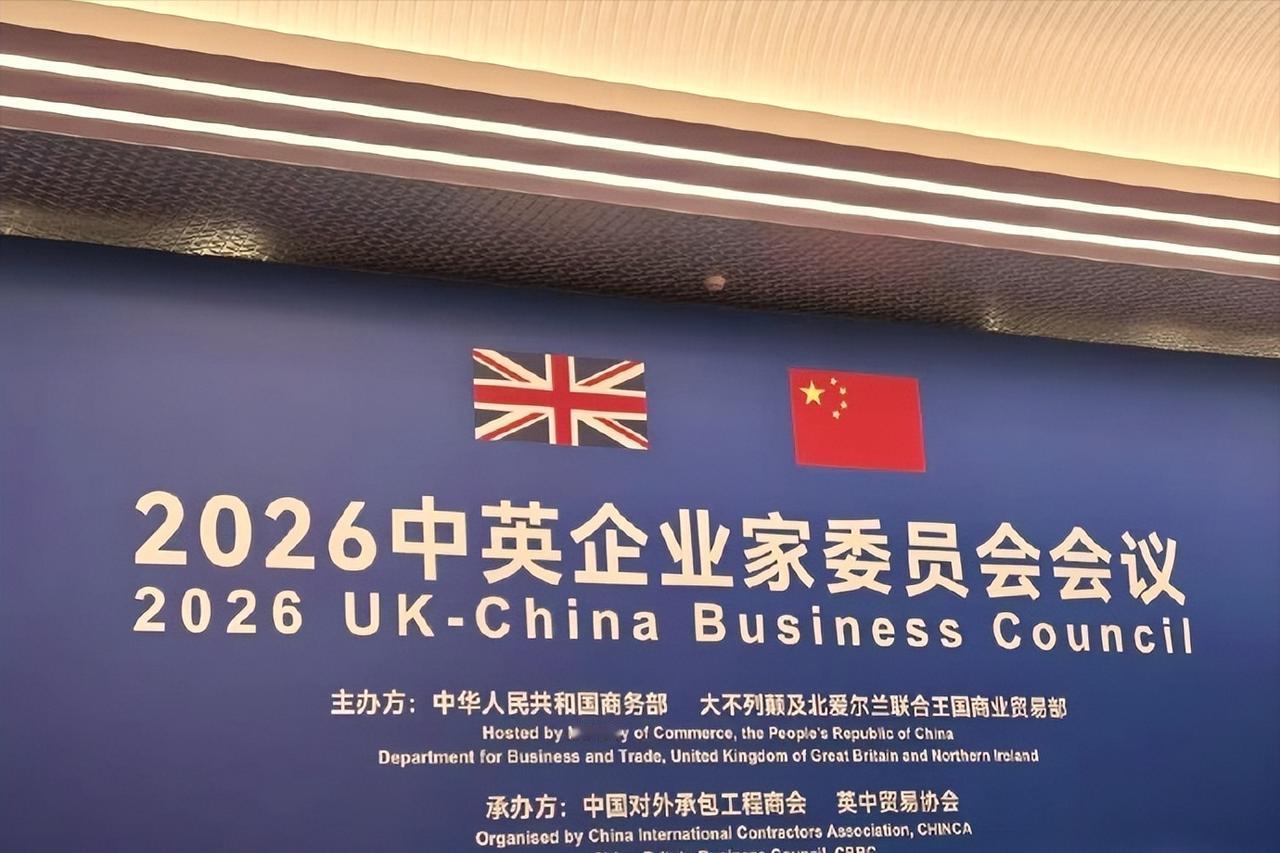 2026中英企业家委员会会议
2026 UK-China Business Council
主办方：中华人民共和国商务部 大不列颠及北爱尔兰联合王国商业贸易部
Hosted by of Commerce, the People's Republic of China
Department for Business and Trade, United Kingdom of Great Britain and Northern Ireland
承办方：中国对外承包工程商会 英中贸易协会
Organised by China International Contractors Association, CHINCA
China-Britain Business Council, CBBC